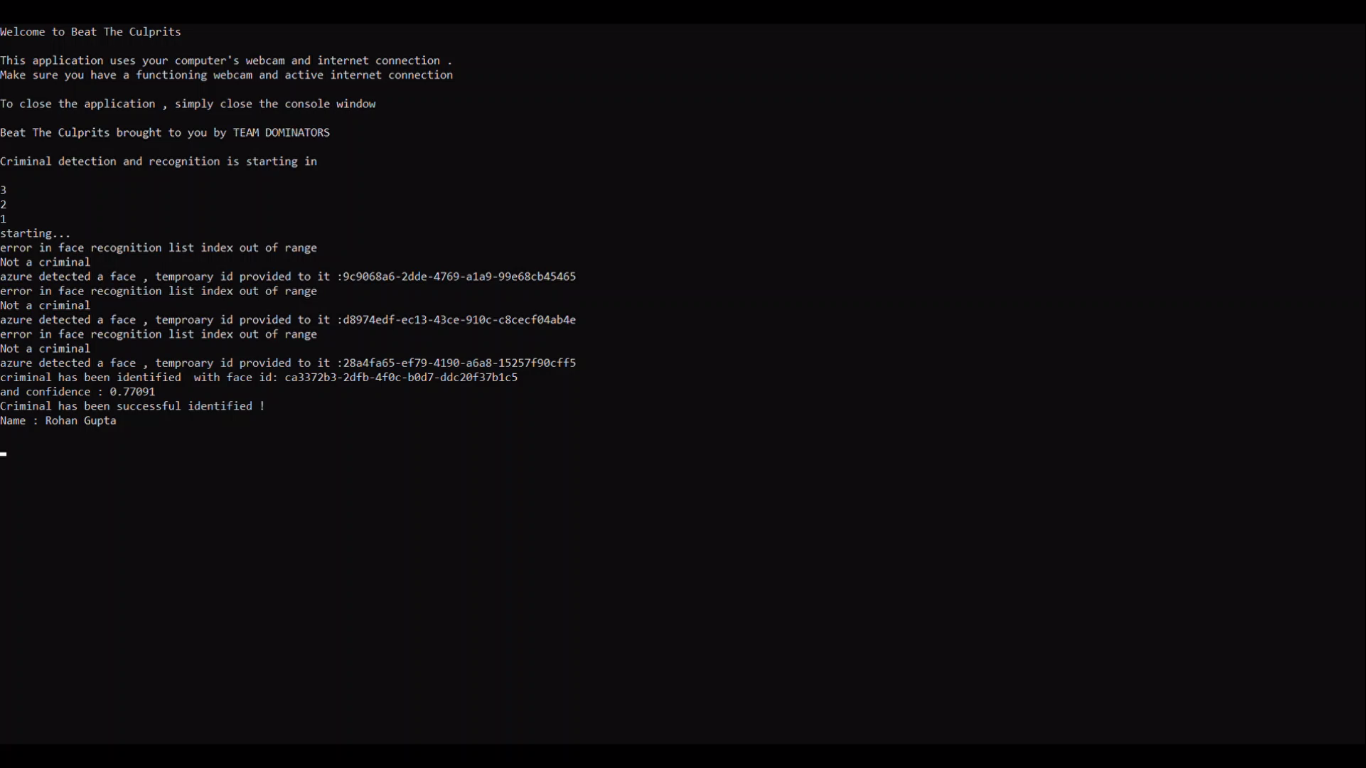 Welcome to Beat The Culprits
This application uses your computer's webcam and internet connection .
Make sure you have a functioning webcam and active internet connection
To close the application , simply close the console window
Beat The Culprits brought to you by TEAM DOMINATORS
Criminal detection and recognition is starting in
3
2
1
starting...
error in face recognition list index out of range
Not a criminal
azure detected a face , temproary id provided to it :9c9068a6-2dde-4769-a1a9-99e68cb45465
error in face recognition list index out of range
Not a criminal
azure detected a face , temproary id provided to it :d8974edf-ec13-43ce-910c-c8cecf04ab4e
error in face recognition list index out of range
Not a criminal
azure detected a face , temproary id provided to it :28a4fa65-ef79-4190-a6a8-15257f90cff5
criminal has been identified  with face id: ca3372b3-2dfb-4f0c-b0d7-ddc20f37b1c5
and confidence : 0.77091
Criminal has been successful identified !
Name : Rohan Gupta